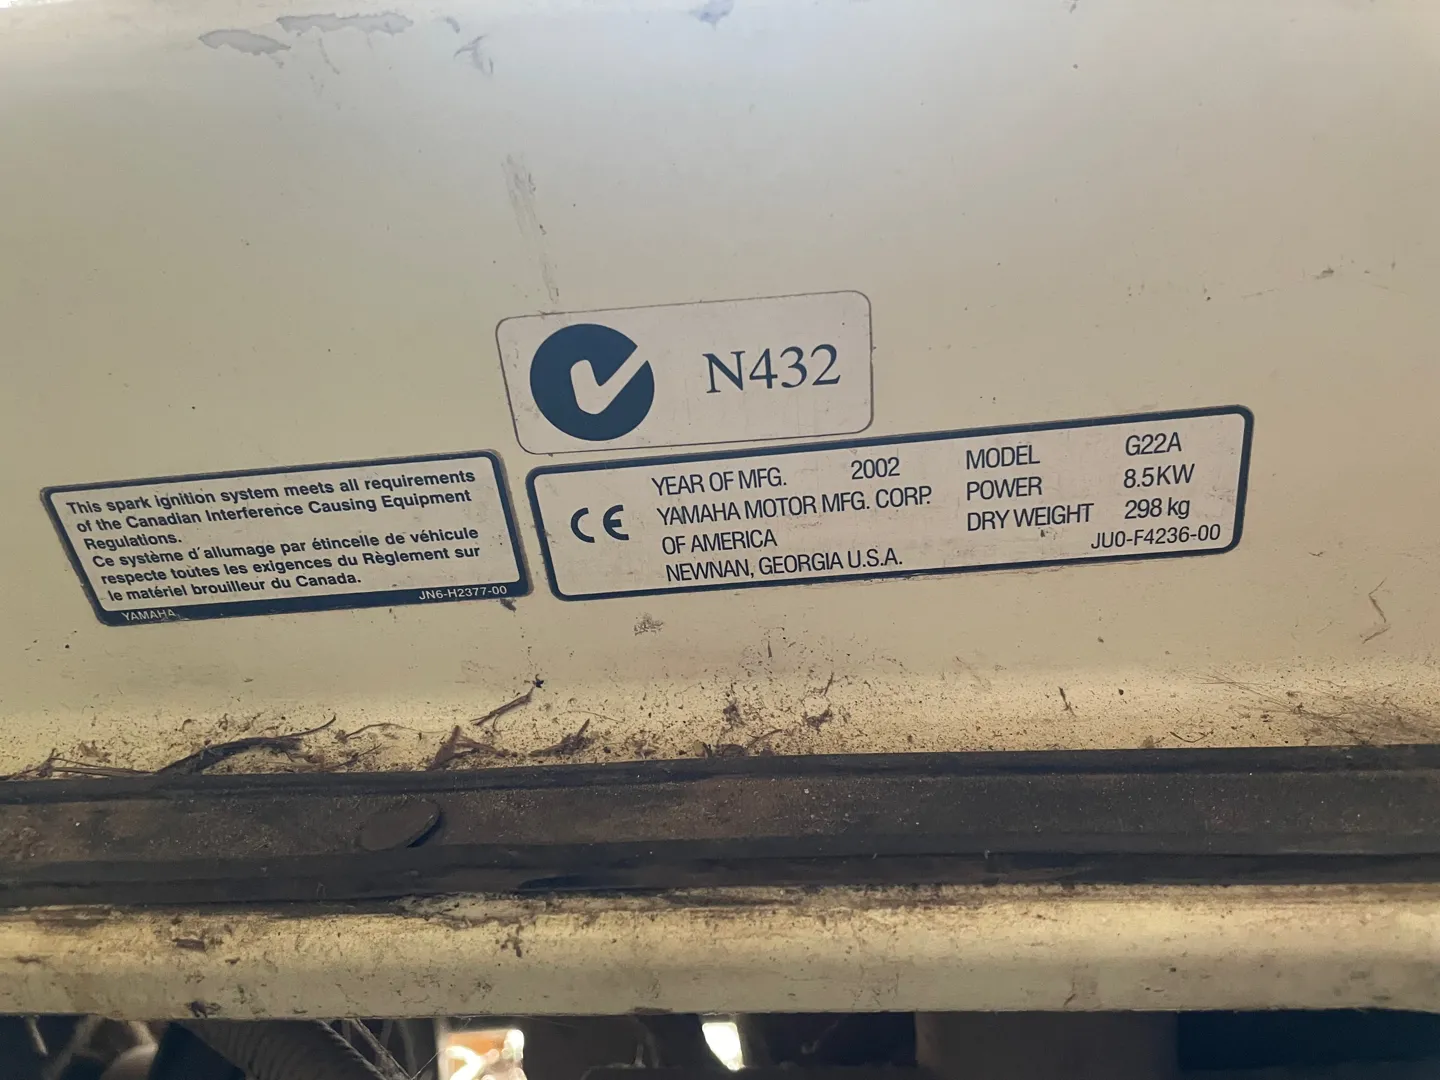 N432
This spark ignition system meets all requirements
of the Canadian Interference Causing Equipment
Regulations.
Ce système d'allumage par étincelle de véhicule
respecte toutes les exigences du Règlement sur
le matériel brouilleur du Canada.
YAMAHA JN6-H2377-00
CE
YEAR OF MFG. 2002
YAMAHA MOTOR MFG. CORP.
OF AMERICA
NEWNAN, GEORGIA U.S.A.
MODEL G22A
POWER 8.5KW
DRY WEIGHT 298 kg
JU0-F4236-00